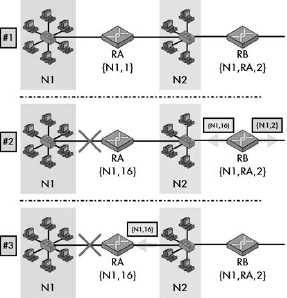 #1
RA
RB
{N1,1}
{N1,RA,2}
N1
N2
#2
{N1,16}
{N1,2}
RA
RB
{N1,16}
{N1,RA,2}
N1
N2
#3
{N1,16}
RA
RB
{N1,16}
{N1,RA,2}
N1
N2